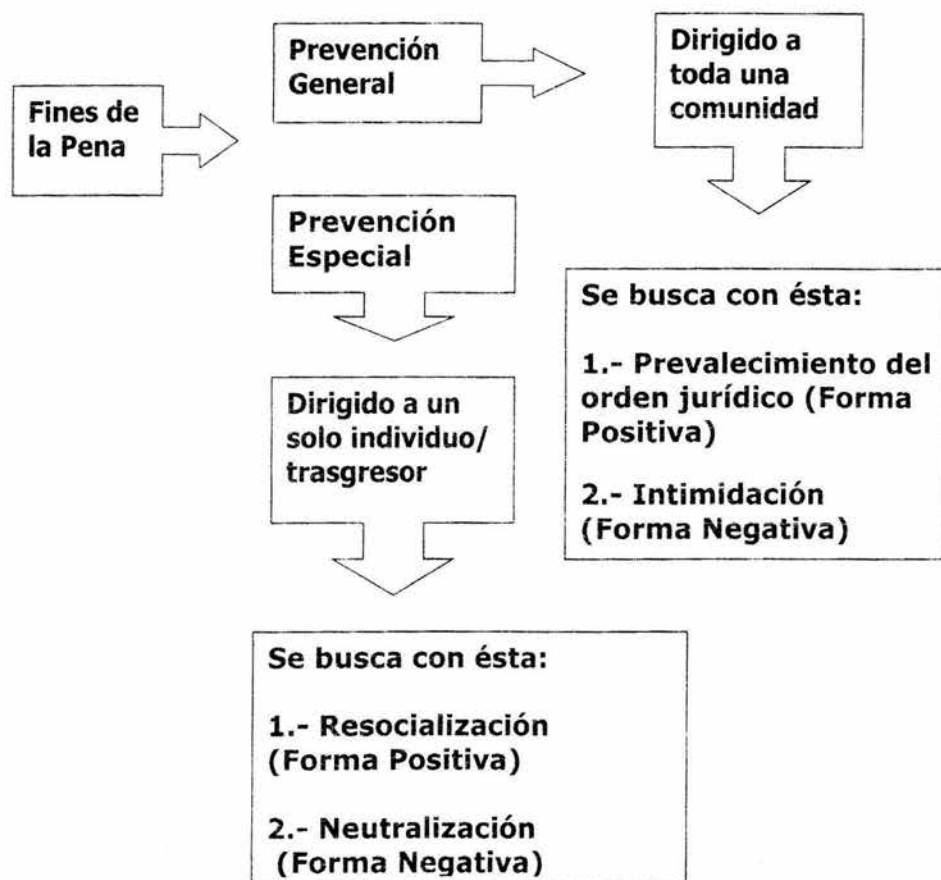 Fines de
la Pena
Prevención
General
Dirigido a
toda una
comunidad
Prevención
Especial
Se busca con ésta:
1.- Prevalecimiento del
orden jurídico (Forma
Positiva)
2.- Intimidación
(Forma Negativa)
Dirigido a un
solo individuo/
trasgresor
Se busca con ésta:
1.- Resocialización
(Forma Positiva)
2.- Neutralización
(Forma Negativa)